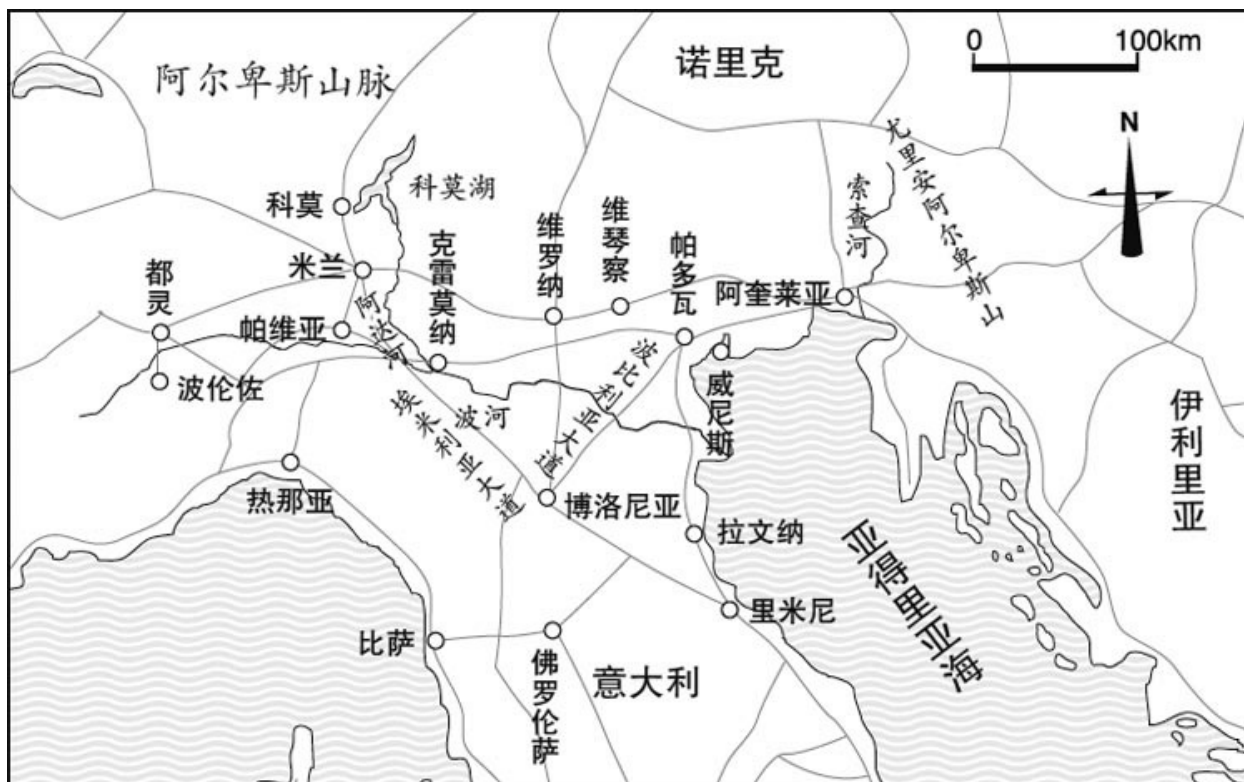 0 100km
诺里克
阿尔卑斯山脉
N
尤里安阿尔卑斯山
科莫湖
索查河
科莫
维琴察
维罗纳
帕多瓦
克雷莫纳
米兰
都灵
阿奎莱亚
阿达河
帕维亚
波伦佐
威尼斯
波比利亚大道
伊利里亚
埃米利亚大道
波河
热那亚
博洛尼亚
拉文纳
亚得里亚海
里米尼
比萨
佛罗伦萨
意大利